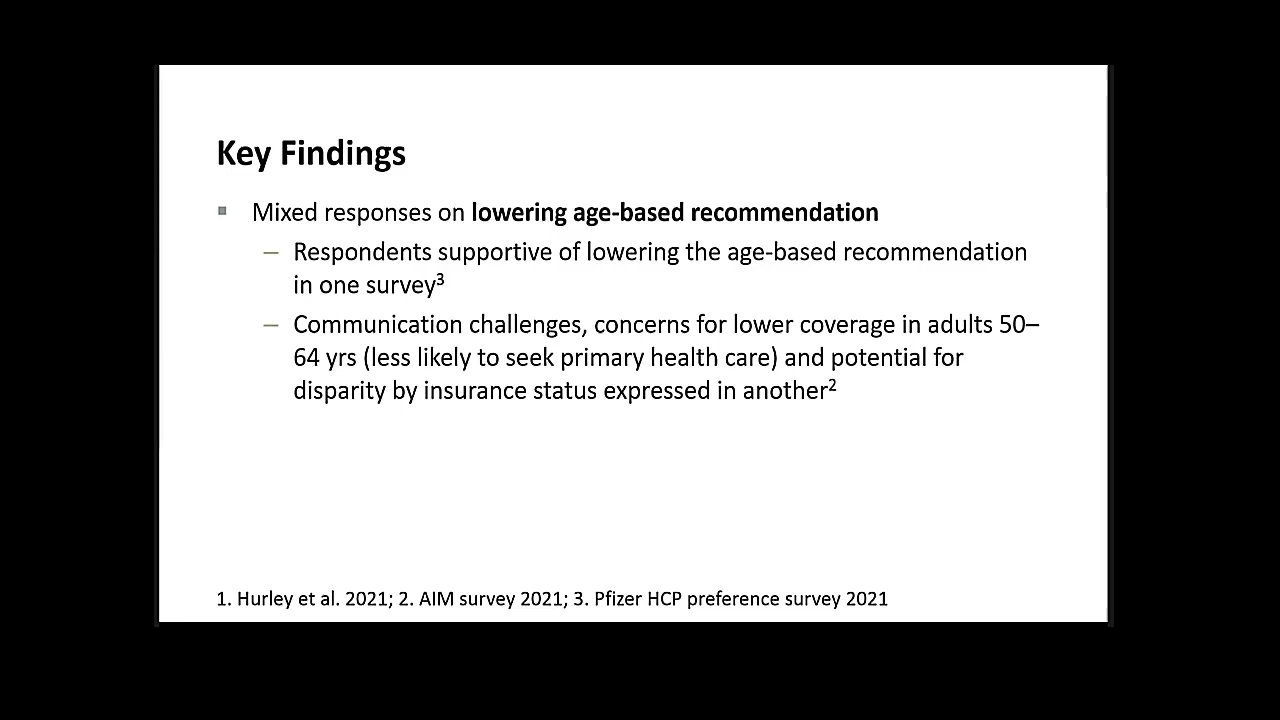 Key Findings
▪ Mixed responses on lowering age-based recommendation
– Respondents supportive of lowering the age-based recommendation
in one survey³
– Communication challenges, concerns for lower coverage in adults 50–
64 yrs (less likely to seek primary health care) and potential for
disparity by insurance status expressed in another²
1. Hurley et al. 2021; 2. AIM survey 2021; 3. Pfizer HCP preference survey 2021